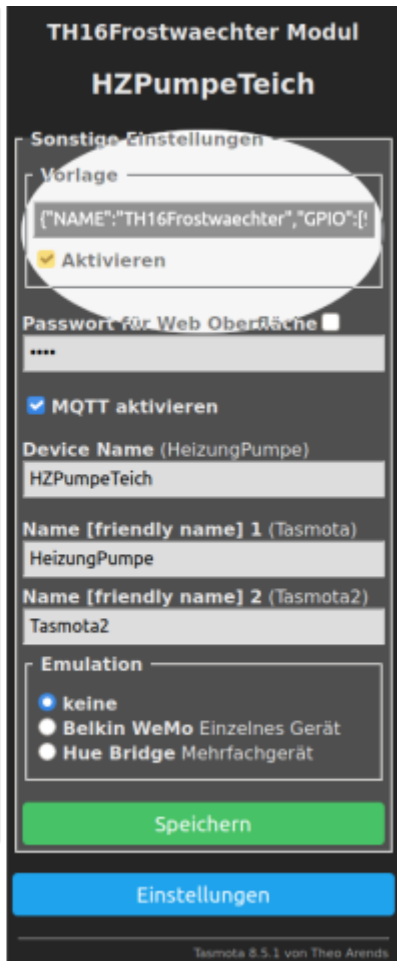 TH16Frostwaechter Modul
HZPumpeTeich
Sonstige Einstellungen
Vorlage
{"NAME":"TH16Frostwaechter","GPIO":[
Aktivieren
Passwort für Web Oberfläche
••••
MQTT aktivieren
Device Name (HeizungPumpe)
HZPumpeTeich
Name [friendly name] 1 (Tasmota)
HeizungPumpe
Name [friendly name] 2 (Tasmota2)
Tasmota2
Emulation
keine
Belkin WeMo Einzelnes Gerät
Hue Bridge Mehrfachgerät
Speichern
Einstellungen
Tasmota 8.5.1 von Theo Arends